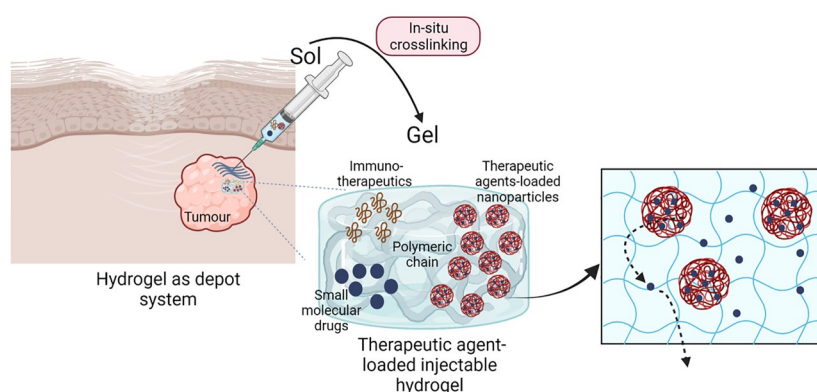 In-situ
crosslinking
Sol
Gel
Immuno-
therapeutics
Therapeutic
agents-loaded
nanoparticles
Tumour
Polymeric
chain
Small
molecular
drugs
Hydrogel as depot
system
Therapeutic agent-
loaded injectable
hydrogel